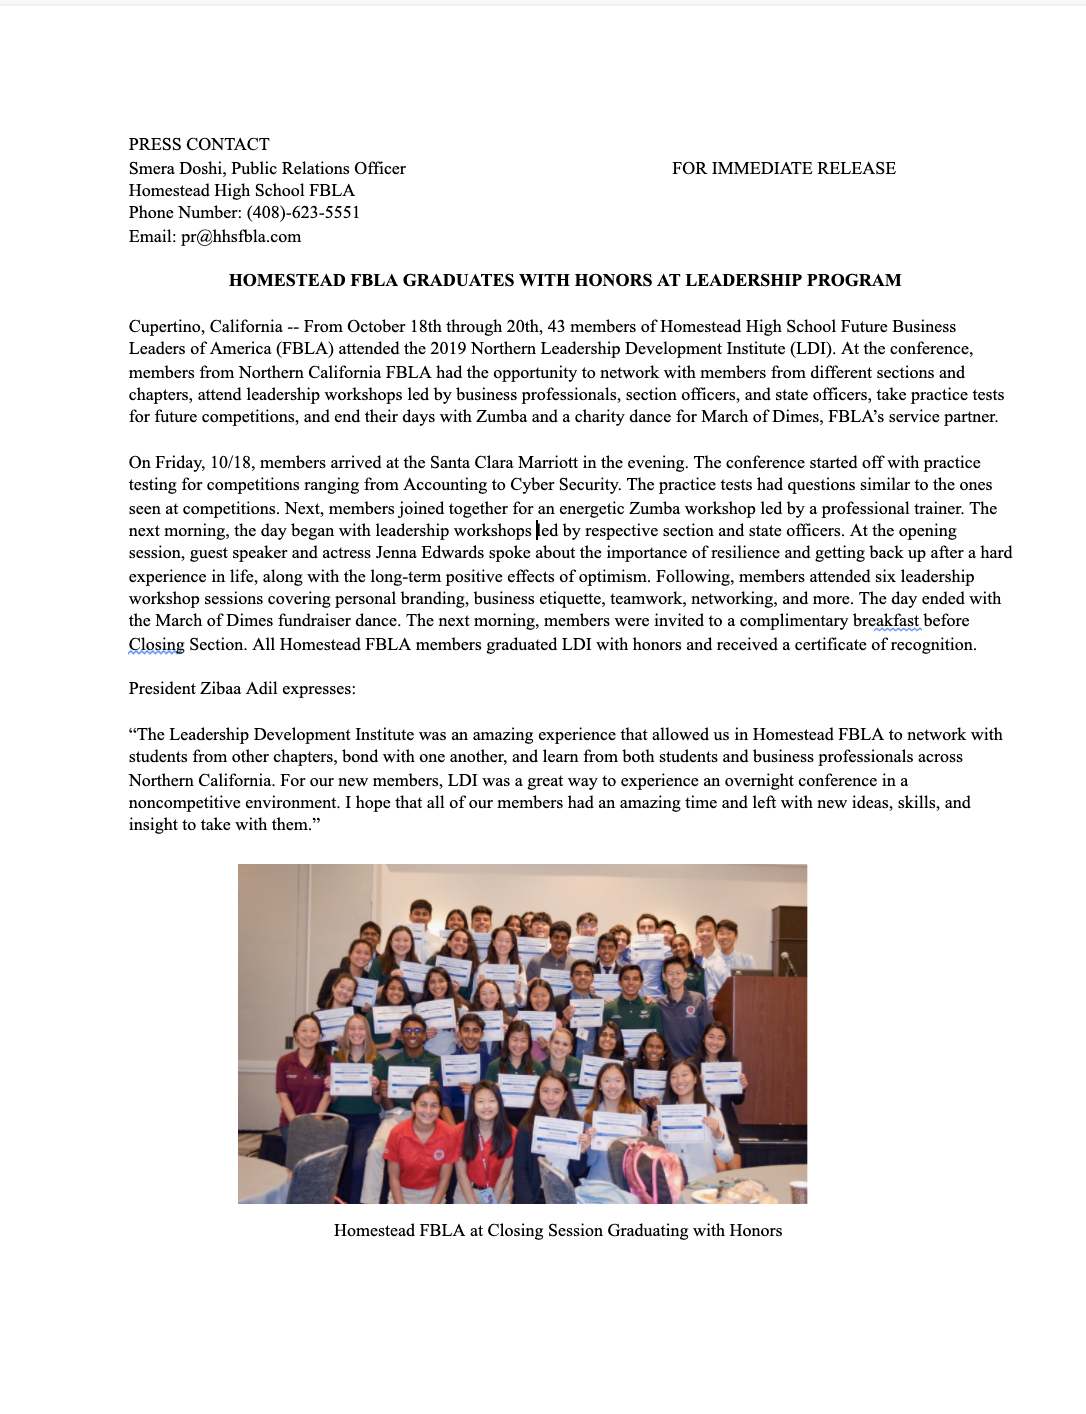 PRESS CONTACT
Smera Doshi, Public Relations Officer FOR IMMEDIATE RELEASE
Homestead High School FBLA
Phone Number: (408)-623-5551
Email: pr@hhsfbla.com
HOMESTEAD FBLA GRADUATES WITH HONORS AT LEADERSHIP PROGRAM
Cupertino, California -- From October 18th through 20th, 43 members of Homestead High School Future Business
Leaders of America (FBLA) attended the 2019 Northern Leadership Development Institute (LDI). At the conference,
members from Northern California FBLA had the opportunity to network with members from different sections and
chapters, attend leadership workshops led by business professionals, section officers, and state officers, take practice tests
for future competitions, and end their days with Zumba and a charity dance for March of Dimes, FBLA’s service partner.
On Friday, 10/18, members arrived at the Santa Clara Marriott in the evening. The conference started off with practice
testing for competitions ranging from Accounting to Cyber Security. The practice tests had questions similar to the ones
seen at competitions. Next, members joined together for an energetic Zumba workshop led by a professional trainer. The
next morning, the day began with leadership workshops led by respective section and state officers. At the opening
session, guest speaker and actress Jenna Edwards spoke about the importance of resilience and getting back up after a hard
experience in life, along with the long-term positive effects of optimism. Following, members attended six leadership
workshop sessions covering personal branding, business etiquette, teamwork, networking, and more. The day ended with
the March of Dimes fundraiser dance. The next morning, members were invited to a complimentary breakfast before
Closing Section. All Homestead FBLA members graduated LDI with honors and received a certificate of recognition.
President Zibaa Adil expresses:
“The Leadership Development Institute was an amazing experience that allowed us in Homestead FBLA to network with
students from other chapters, bond with one another, and learn from both students and business professionals across
Northern California. For our new members, LDI was a great way to experience an overnight conference in a
noncompetitive environment. I hope that all of our members had an amazing time and left with new ideas, skills, and
insight to take with them.”
Homestead FBLA at Closing Session Graduating with Honors